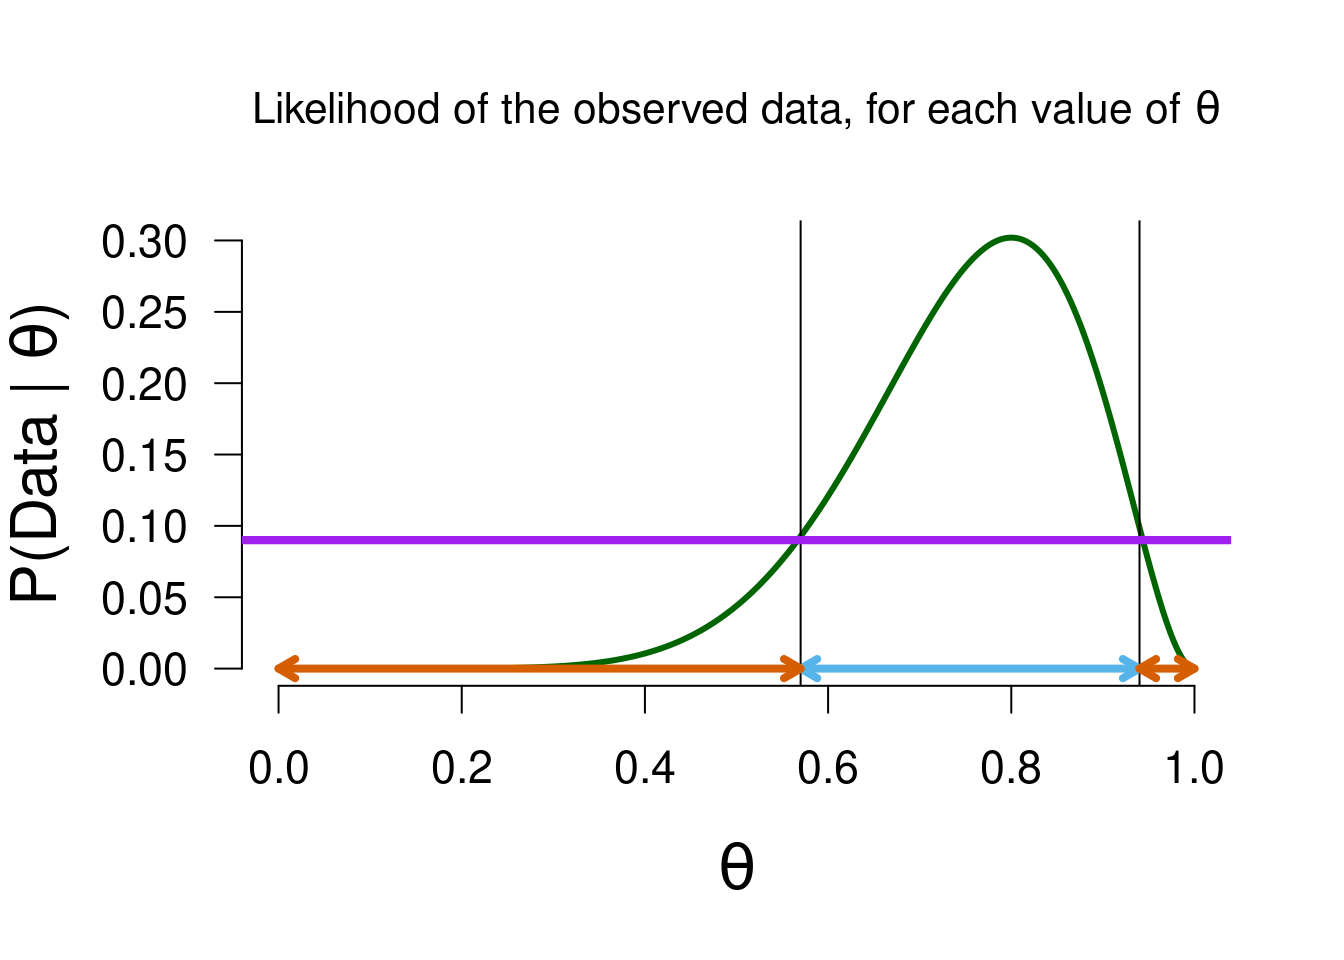 Likelihood of the observed data, for each value of θ
P(Data | θ)
0.30
0.25
0.20
0.15
0.10
0.05
0.00
0.0 0.2 0.4 0.6 0.8 1.0
θ